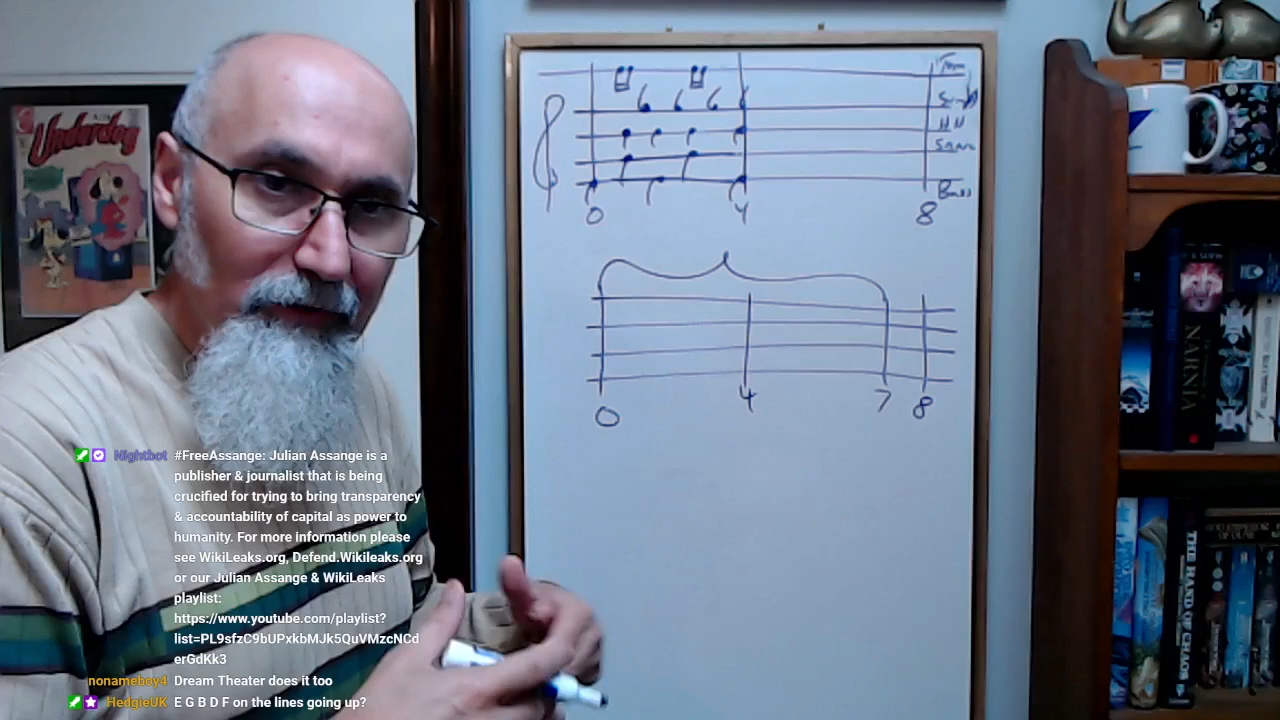 Underdog
Bass
0
4
8
0
4
7
8
NARNIA
THE HAND OF CHAOS
Nightbot #FreeAssange: Julian Assange is a
publisher & journalist that is being
crucified for trying to bring transparency
& accountability of capital as power to
humanity. For more information please
see WikiLeaks.org, Defend.Wikileaks.org
or our Julian Assange & WikiLeaks
playlist:
https://www.youtube.com/playlist?
list=PL9sfzC9bUPxkbMJk5QuVMzcNCd
erGdKk3
nonameboy4 Dream Theater does it too
HedgieUK E G B D F on the lines going up?